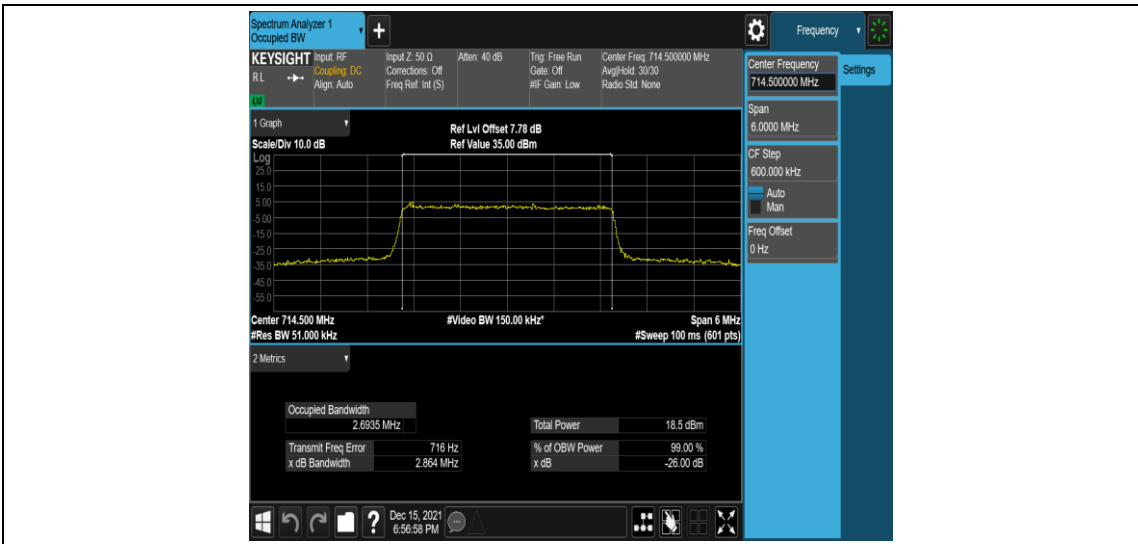 Spectrum Analyzer 1
Occupied BW
+
Frequency
KEYSIGHT
RL
LXI
Input: RF
Coupling: DC
Align: Auto
Input Z: 50 Ω
Corrections: Off
Freq Ref: Int (S)
Atten: 40 dB
Trig: Free Run
Gate: Off
#IF Gain: Low
Center Freq: 714.500000 MHz
Avg|Hold: 30/30
Radio Std: None
Center Frequency
714.500000 MHz
Settings
Span
6.0000 MHz
CF Step
600.000 kHz
Auto
Man
Freq Offset
0 Hz
1 Graph
Ref Lvl Offset 7.78 dB
Scale/Div 10.0 dB
Ref Value 35.00 dBm
Log
25.0
15.0
5.00
-5.00
-15.0
-25.0
-35.0
-45.0
-55.0
Center 714.500 MHz
#Video BW 150.00 kHz*
Span 6 MHz
#Res BW 51.000 kHz
#Sweep 100 ms (601 pts)
2 Metrics
Occupied Bandwidth
2.6935 MHz
Total Power 18.5 dBm
Transmit Freq Error 716 Hz
% of OBW Power 99.00 %
x dB Bandwidth 2.864 MHz
x dB -26.00 dB
?
Dec 15, 2021
6:56:58 PM